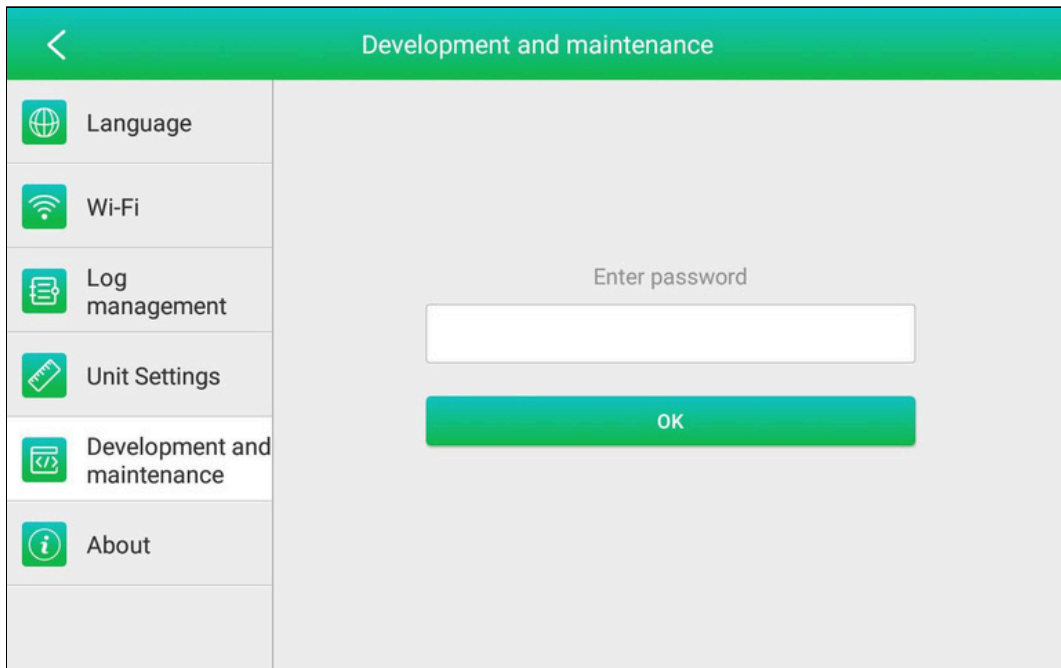 Development and maintenance
Language
Wi-Fi
Log
management
Unit Settings
Development and
maintenance
About
Enter password
OK